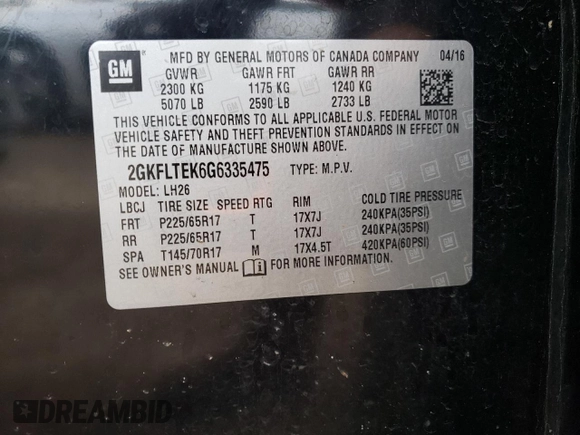 GM
MFD BY GENERAL MOTORS OF CANADA COMPANY 04/16
GVWR GAWR FRT GAWR RR
2300 KG 1175 KG 1240 KG
5070 LB 2590 LB 2733 LB
THIS VEHICLE CONFORMS TO ALL APPLICABLE U.S. FEDERAL MOTOR
VEHICLE SAFETY AND THEFT PREVENTION STANDARDS IN EFFECT ON
THE DATE OF MANUFACTURE SHOWN ABOVE.
2GKFLTEK6G6335475 TYPE: M.P.V.
MODEL: LH26
LBCJ TIRE SIZE SPEED RTG RIM COLD TIRE PRESSURE
FRT P225/65R17 T 17X7J 240KPA(35PSI)
RR P225/65R17 T 17X7J 240KPA(35PSI)
SPA T145/70R17 M 17X4.5T 420KPA(60PSI)
SEE OWNER'S MANUAL FOR MORE INFORMATION.
DREAMBID